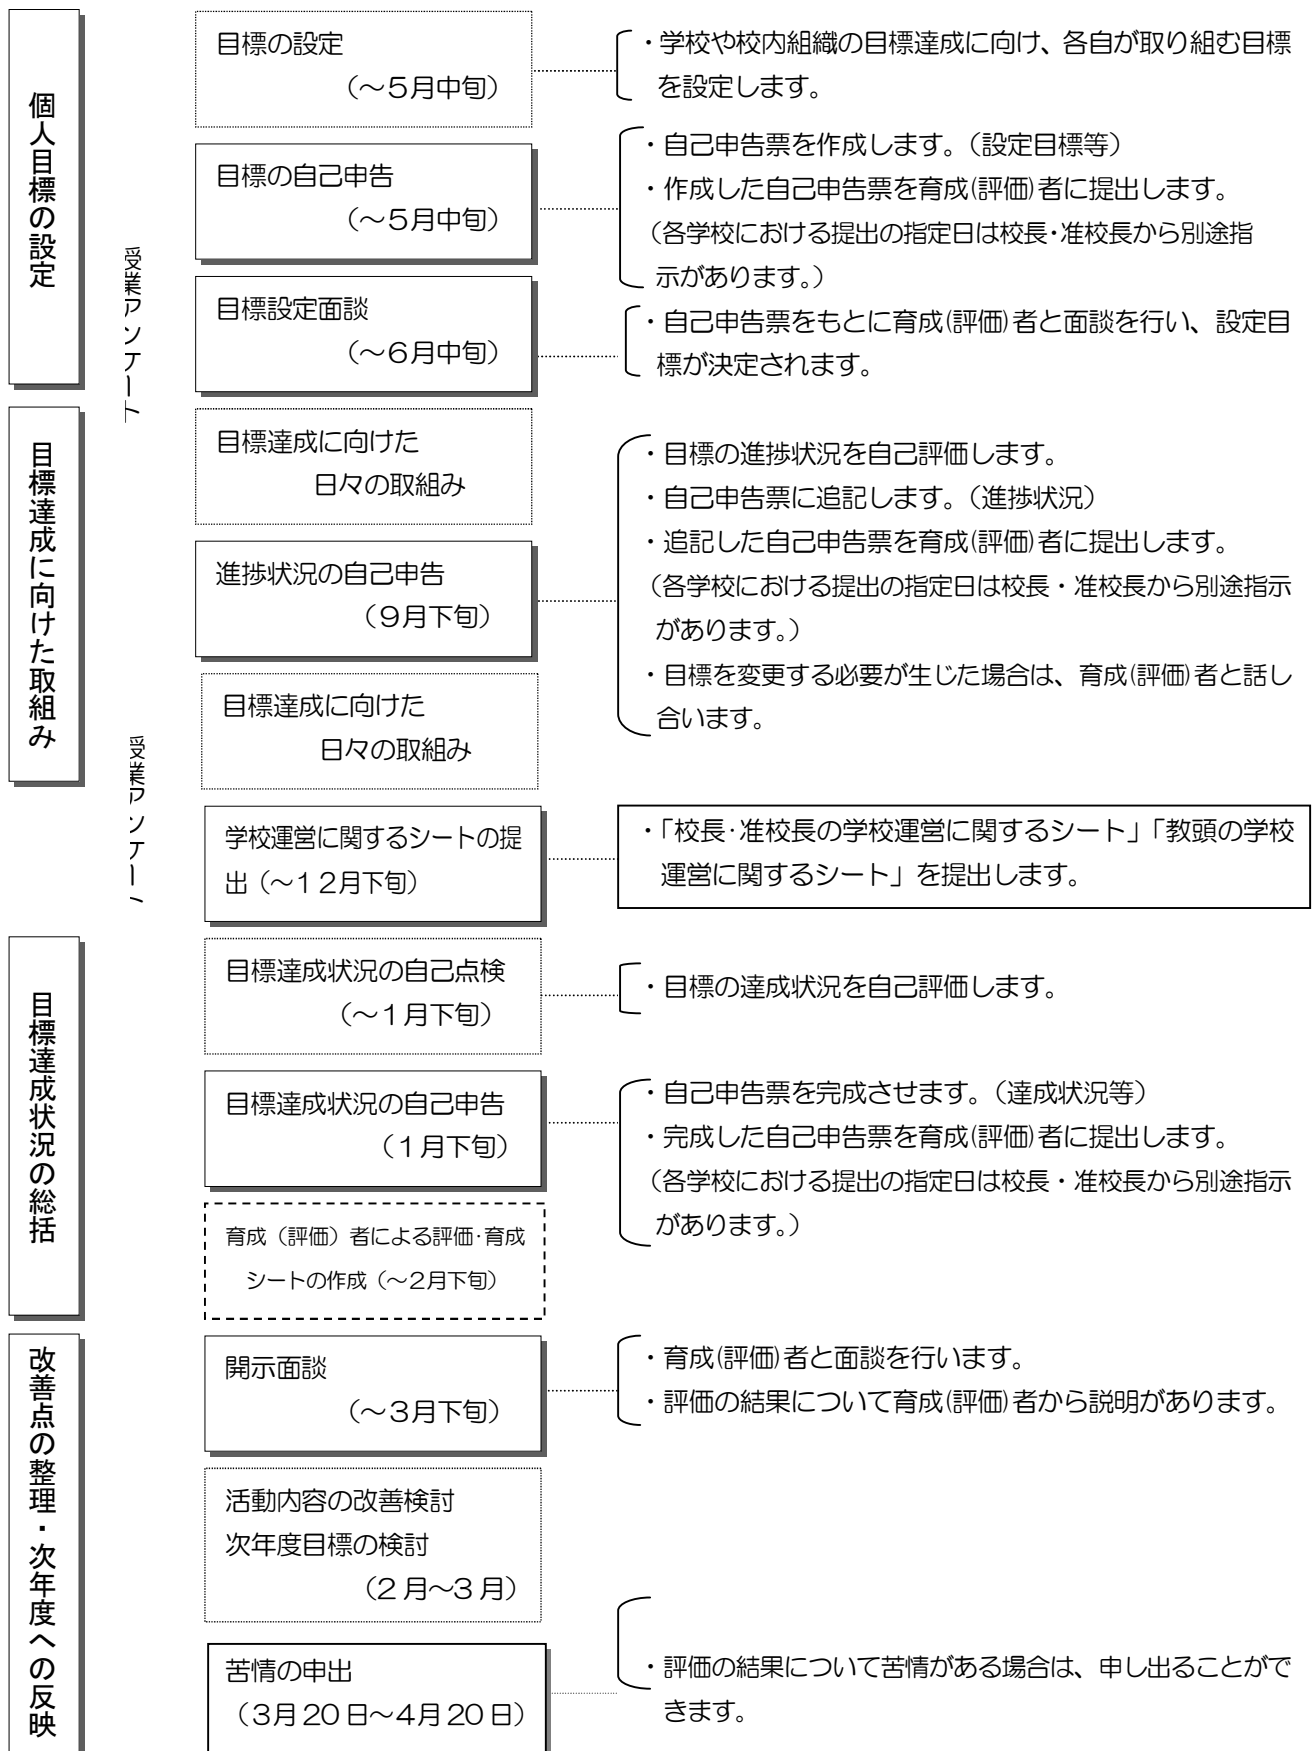 個人目標の設定
目標の設定
(~5月中旬)
・学校や校内組織の目標達成に向け、各自が取り組む目標
を設定します。
目標の自己申告
(~5月中旬)
・自己申告票を作成します。(設定目標等)
・作成した自己申告票を育成(評価)者に提出します。
(各学校における提出の指定日は校長・准校長から別途指
示があります。)
目標設定面談
(~6月中旬)
・自己申告票をもとに育成(評価)者と面談を行い、設定目
標が決定されます。
授業アンケート
目標達成に向けた取組み
目標達成に向けた
日々の取組み
進捗状況の自己申告
(9月下旬)
・目標の進捗状況を自己評価します。
・自己申告票に追記します。(進捗状況)
・追記した自己申告票を育成(評価)者に提出します。
(各学校における提出の指定日は校長・准校長から別途指示
があります。)
・目標を変更する必要が生じた場合は、育成(評価)者と話し
合います。
目標達成に向けた
日々の取組み
授業アンケート
学校運営に関するシートの提
出(~12月下旬)
・「校長・准校長の学校運営に関するシート」「教頭の学校
運営に関するシート」を提出します。
目標達成状況の総括
目標達成状況の自己点検
(~1月下旬)
・目標の達成状況を自己評価します。
目標達成状況の自己申告
(1月下旬)
・自己申告票を完成させます。(達成状況等)
・完成した自己申告票を育成(評価)者に提出します。
(各学校における提出の指定日は校長・准校長から別途指示
があります。)
育成(評価)者による評価・育成
シートの作成(~2月下旬)
改善点の整理・次年度への反映
開示面談
(~3月下旬)
・育成(評価)者と面談を行います。
・評価の結果について育成(評価)者から説明があります。
活動内容の改善検討
次年度目標の検討
(2月~3月)
苦情の申出
(3月20日~4月20日)
・評価の結果について苦情がある場合は、申し出ることがで
きます。